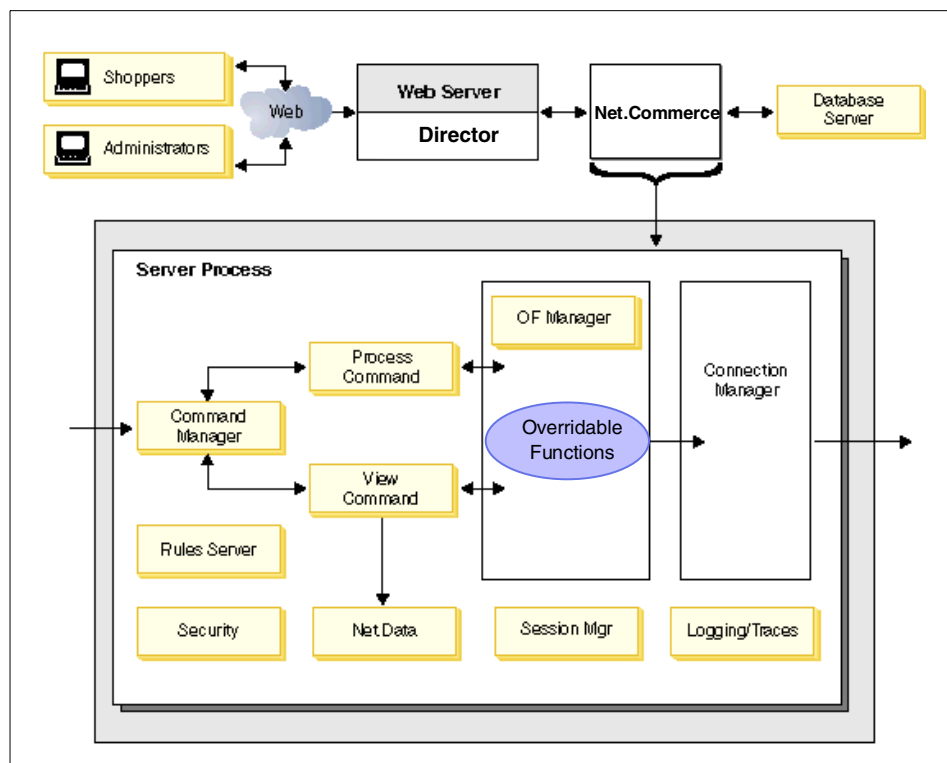 Shoppers
Administrators
Web
Web Server
Director
Net.Commerce
Database
Server
Server Process
OF Manager
Process
Command
Connection
Manager
Command
Manager
Overridable
Functions
View
Command
Rules Server
Security
Net.Data
Session Mgr
Logging/Traces